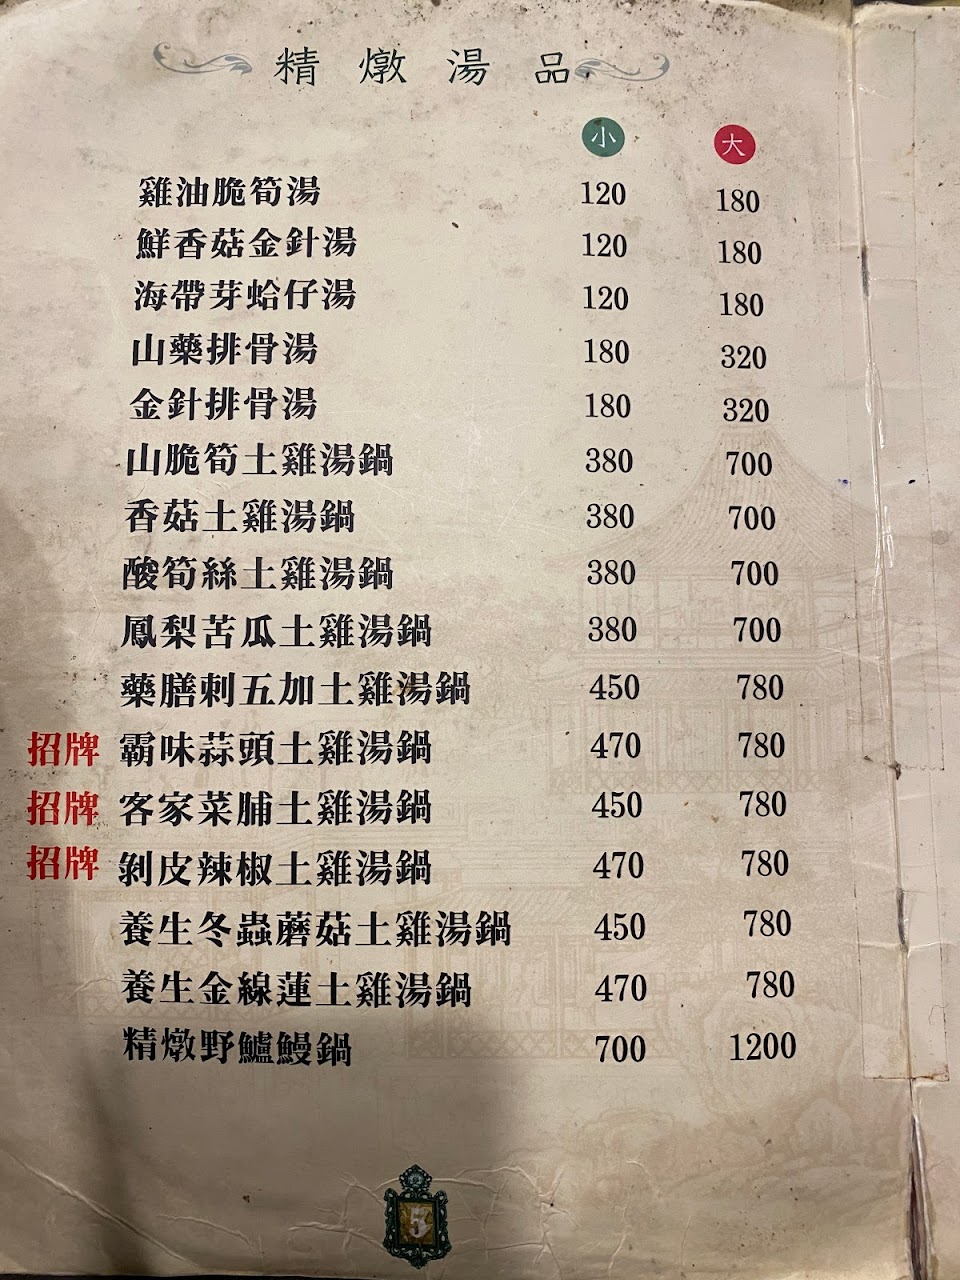 精燉湯品
小 大
雞油脆筍湯 120 180
鮮香菇金針湯 120 180
海帶芽蛤仔湯 120 180
山藥排骨湯 180 320
金針排骨湯 180 320
山脆筍土雞湯鍋 380 700
香菇土雞湯鍋 380 700
酸筍絲土雞湯鍋 380 700
鳳梨苦瓜土雞湯鍋 380 700
藥膳刺五加土雞湯鍋 450 780
招牌 霸味蒜頭土雞湯鍋 470 780
招牌 客家菜脯土雞湯鍋 450 780
招牌 剝皮辣椒土雞湯鍋 470 780
養生冬蟲蘑菇土雞湯鍋 450 780
養生金線蓮土雞湯鍋 470 780
精燉野鱸鰻鍋 700 1200
5